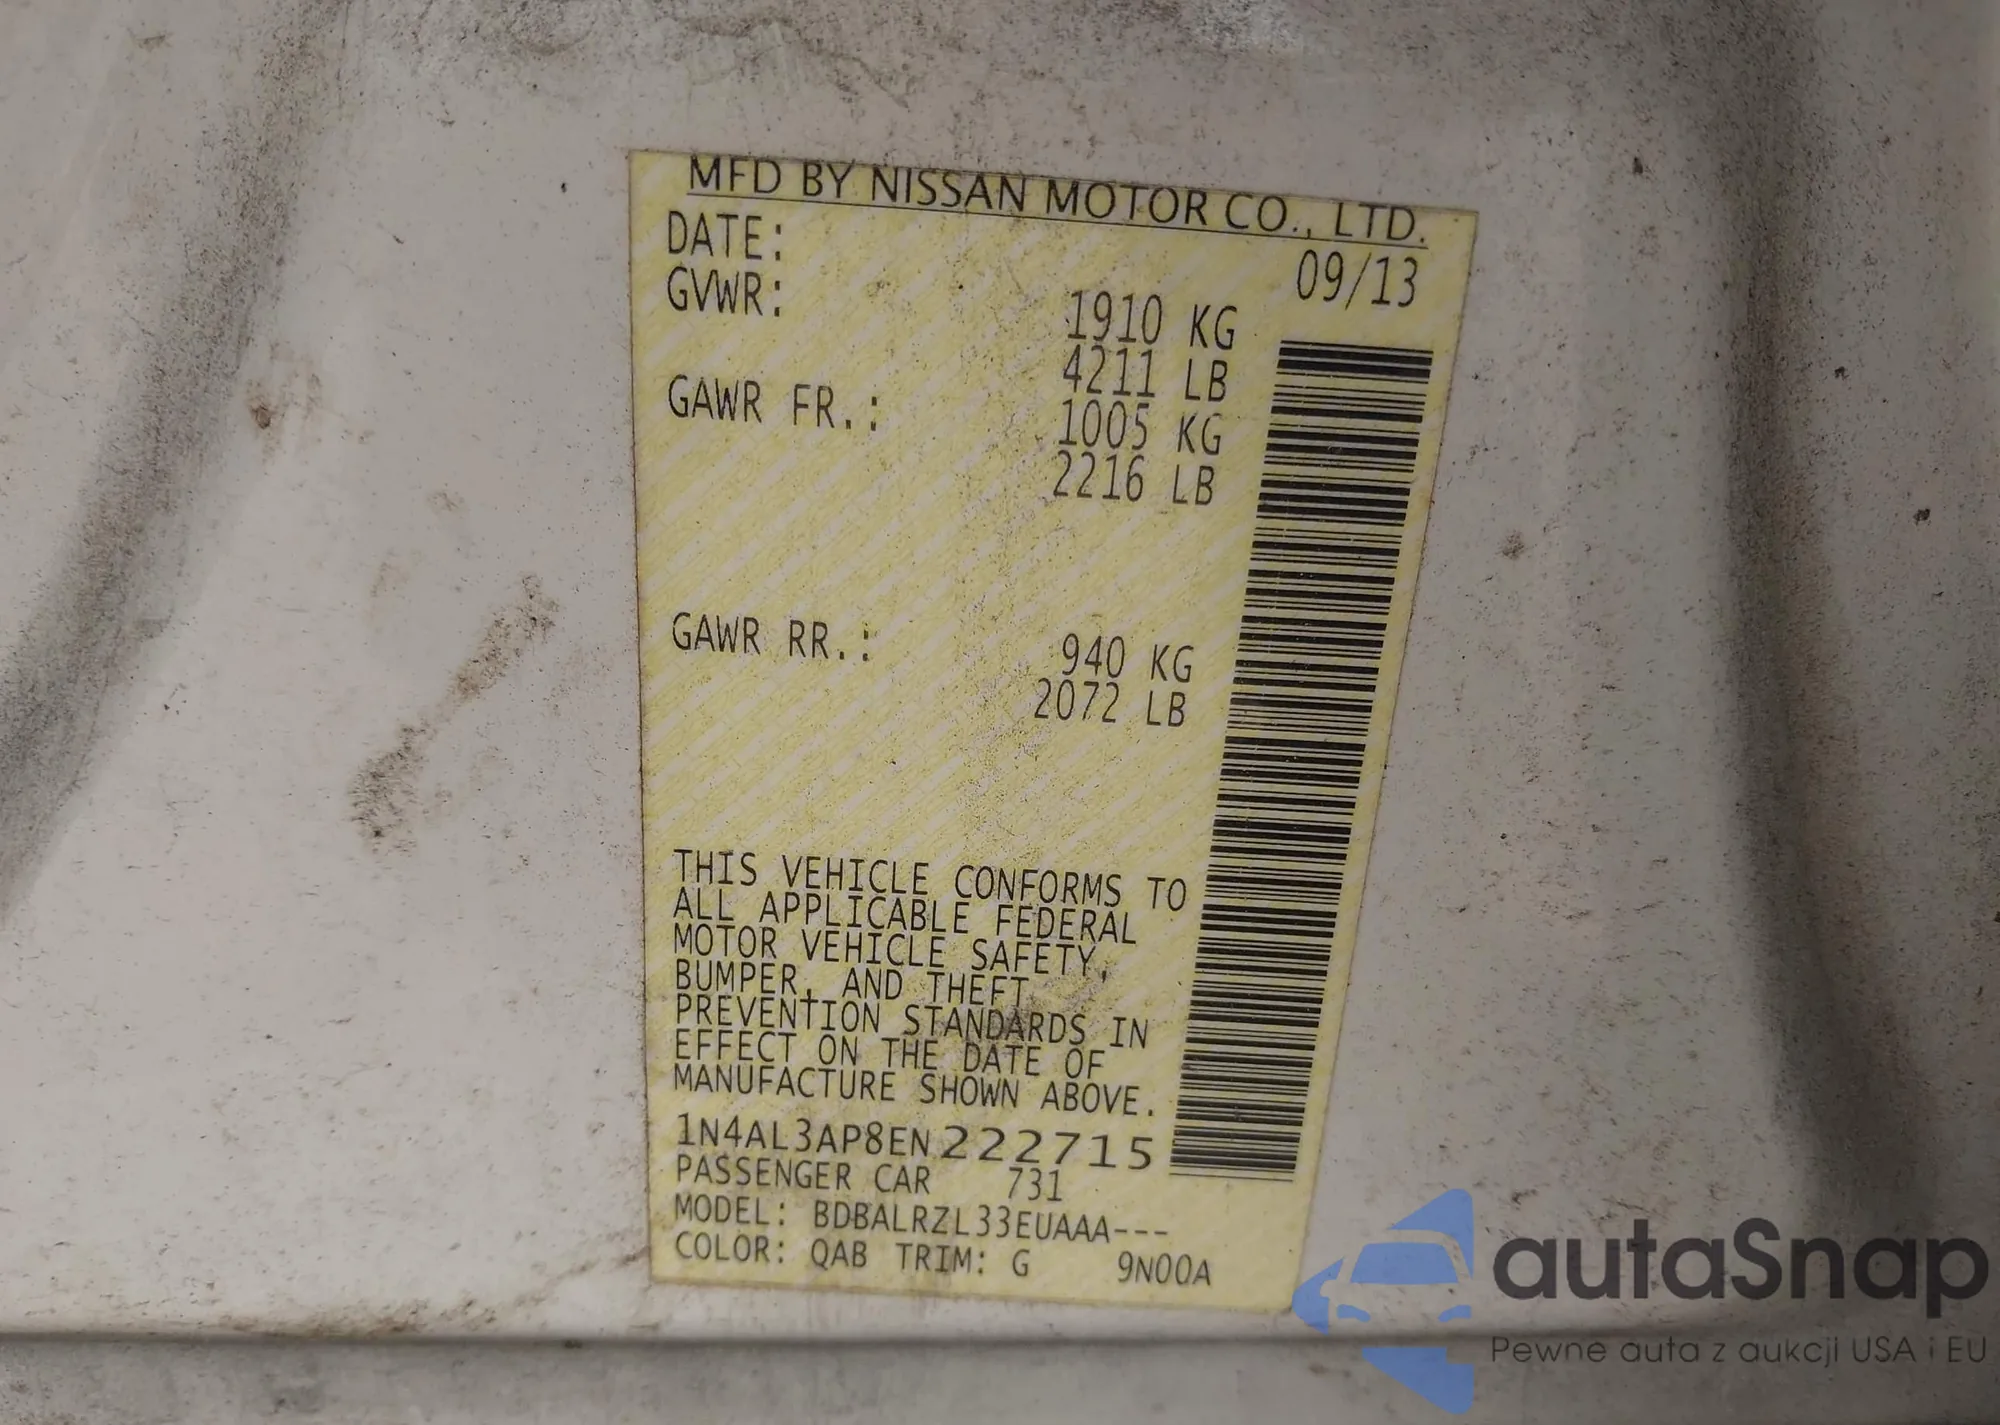 MFD BY NISSAN MOTOR CO., LTD.
DATE: 09/13
GVWR: 1910 KG
4211 LB
GAWR FR.: 1005 KG
2216 LB
GAWR RR.: 940 KG
2072 LB
THIS VEHICLE CONFORMS TO
ALL APPLICABLE FEDERAL
MOTOR VEHICLE SAFETY,
BUMPER, AND THEFT
PREVENTION STANDARDS IN
EFFECT ON THE DATE OF
MANUFACTURE SHOWN ABOVE.
1N4AL3AP8EN222715
PASSENGER CAR 731
MODEL: BDBALRZL33EUAAA---
COLOR: QAB TRIM: G 9N00A
autaSnap
Pewne auta z aukcji USA i EU